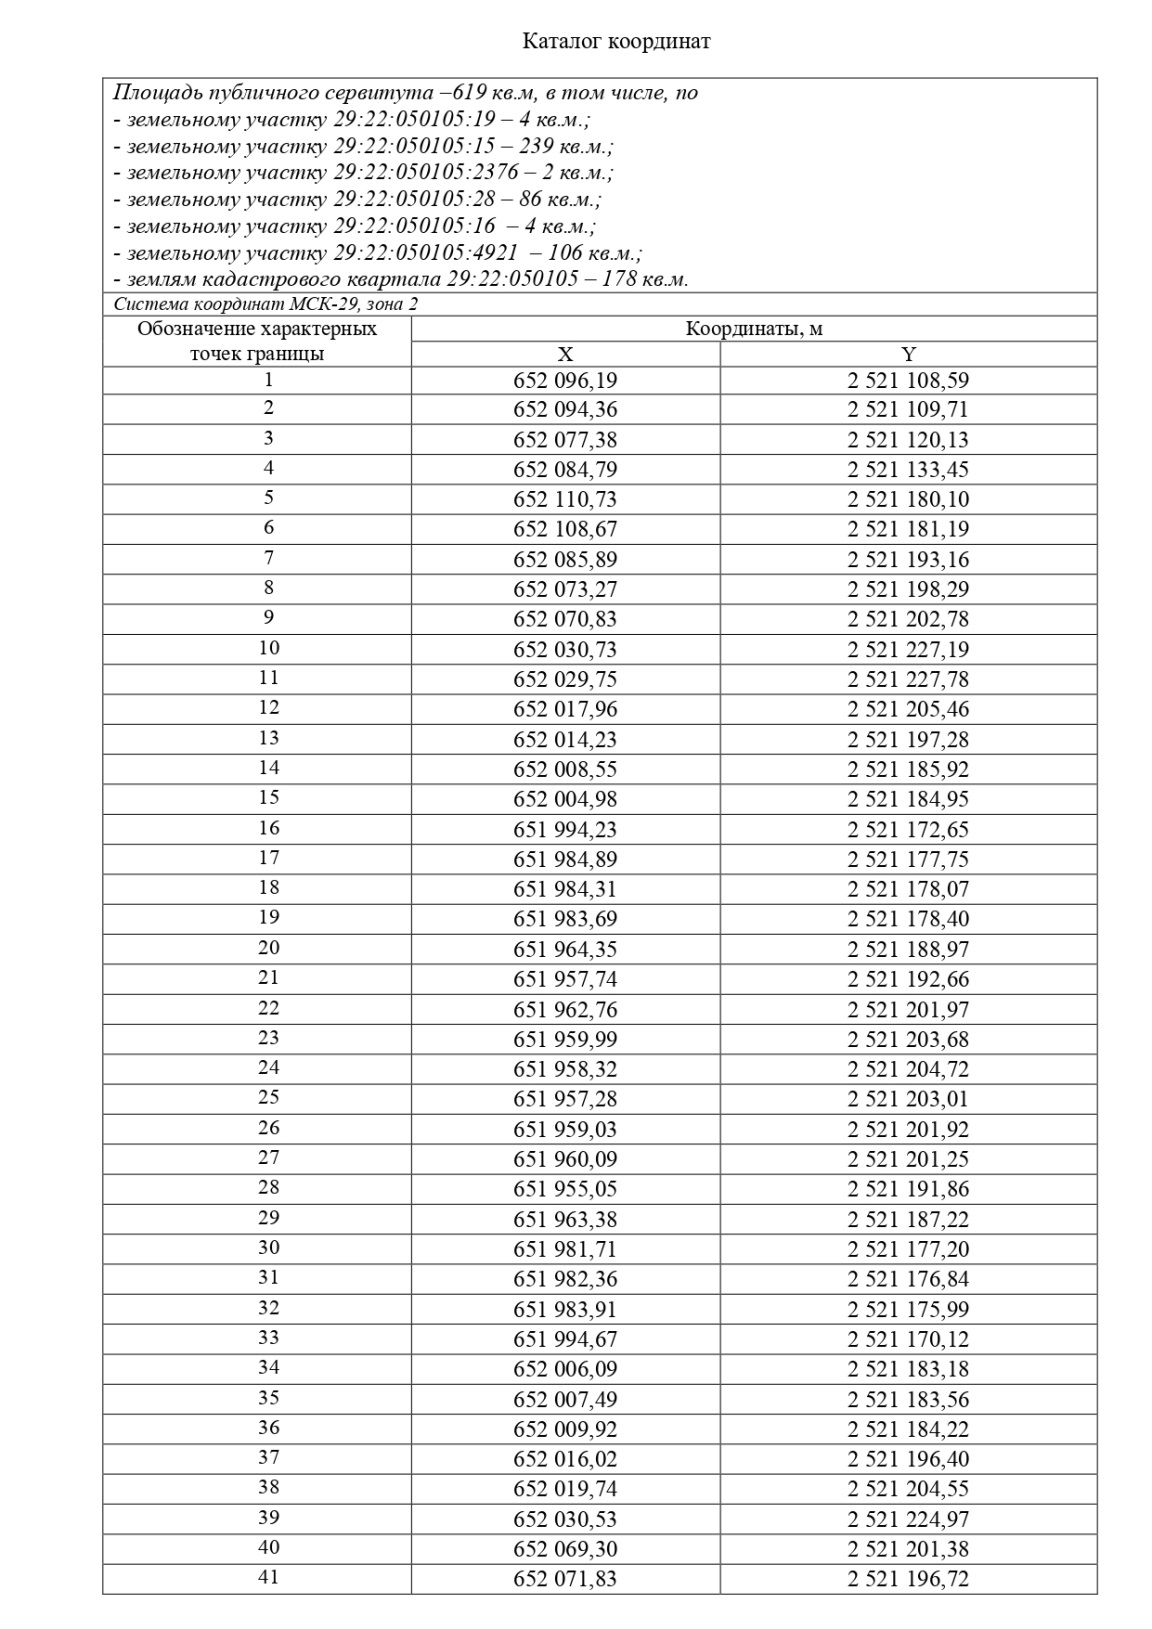 Каталог координат
Площадь публичного сервитута –619 кв.м, в том числе, по
- земельному участку 29:22:050105:19 – 4 кв.м.;
- земельному участку 29:22:050105:15 – 239 кв.м.;
- земельному участку 29:22:050105:2376 – 2 кв.м.;
- земельному участку 29:22:050105:28 – 86 кв.м.;
- земельному участку 29:22:050105:16 – 4 кв.м.;
- земельному участку 29:22:050105:4921 – 106 кв.м.;
- землям кадастрового квартала 29:22:050105 – 178 кв.м.
Система координат МСК-29, зона 2
Обозначение характерных точек границы Координаты, м
X Y
1 652 096,19 2 521 108,59
2 652 094,36 2 521 109,71
3 652 077,38 2 521 120,13
4 652 084,79 2 521 133,45
5 652 110,73 2 521 180,10
6 652 108,67 2 521 181,19
7 652 085,89 2 521 193,16
8 652 073,27 2 521 198,29
9 652 070,83 2 521 202,78
10 652 030,73 2 521 227,19
11 652 029,75 2 521 227,78
12 652 017,96 2 521 205,46
13 652 014,23 2 521 197,28
14 652 008,55 2 521 185,92
15 652 004,98 2 521 184,95
16 651 994,23 2 521 172,65
17 651 984,89 2 521 177,75
18 651 984,31 2 521 178,07
19 651 983,69 2 521 178,40
20 651 964,35 2 521 188,97
21 651 957,74 2 521 192,66
22 651 962,76 2 521 201,97
23 651 959,99 2 521 203,68
24 651 958,32 2 521 204,72
25 651 957,28 2 521 203,01
26 651 959,03 2 521 201,92
27 651 960,09 2 521 201,25
28 651 955,05 2 521 191,86
29 651 963,38 2 521 187,22
30 651 981,71 2 521 177,20
31 651 982,36 2 521 176,84
32 651 983,91 2 521 175,99
33 651 994,67 2 521 170,12
34 652 006,09 2 521 183,18
35 652 007,49 2 521 183,56
36 652 009,92 2 521 184,22
37 652 016,02 2 521 196,40
38 652 019,74 2 521 204,55
39 652 030,53 2 521 224,97
40 652 069,30 2 521 201,38
41 652 071,83 2 521 196,72